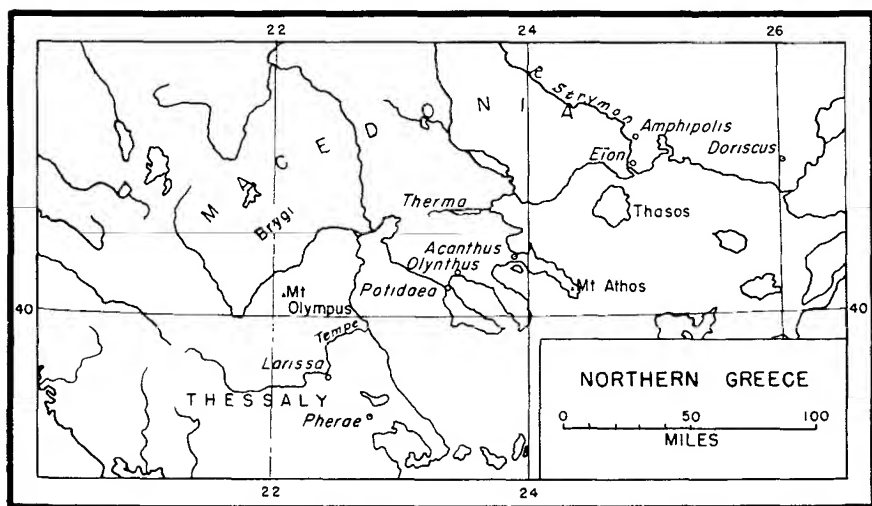 22
24
26
MACEDONIA
Strymon
Amphipolis
Eīon
Doriscus
Therma
Thasos
Brygi
Acanthus
Olynthus
Mt Athos
Potidaea
Mt
Olympus
40
40
Tempe
Larissa
THESSALY
Pherae
NORTHERN GREECE
0
50
100
MILES
22
24